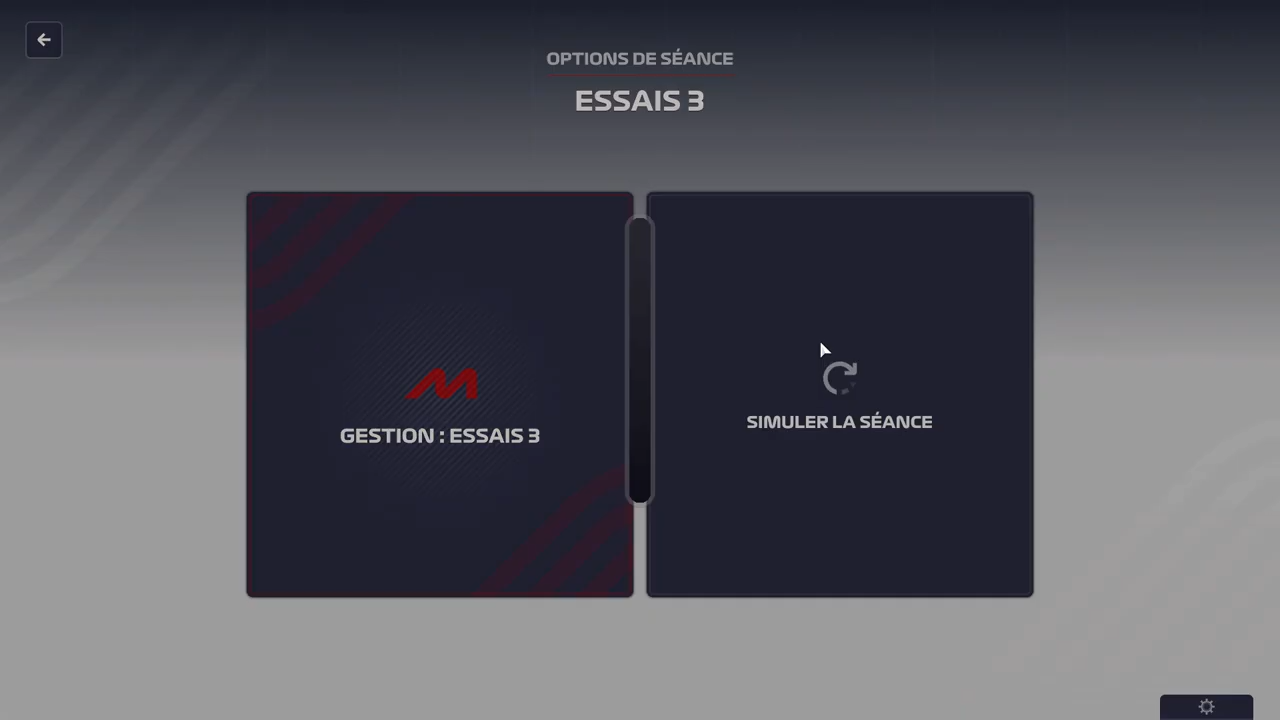 OPTIONS DE SÉANCE
ESSAIS 3
GESTION : ESSAIS 3
SIMULER LA SÉANCE